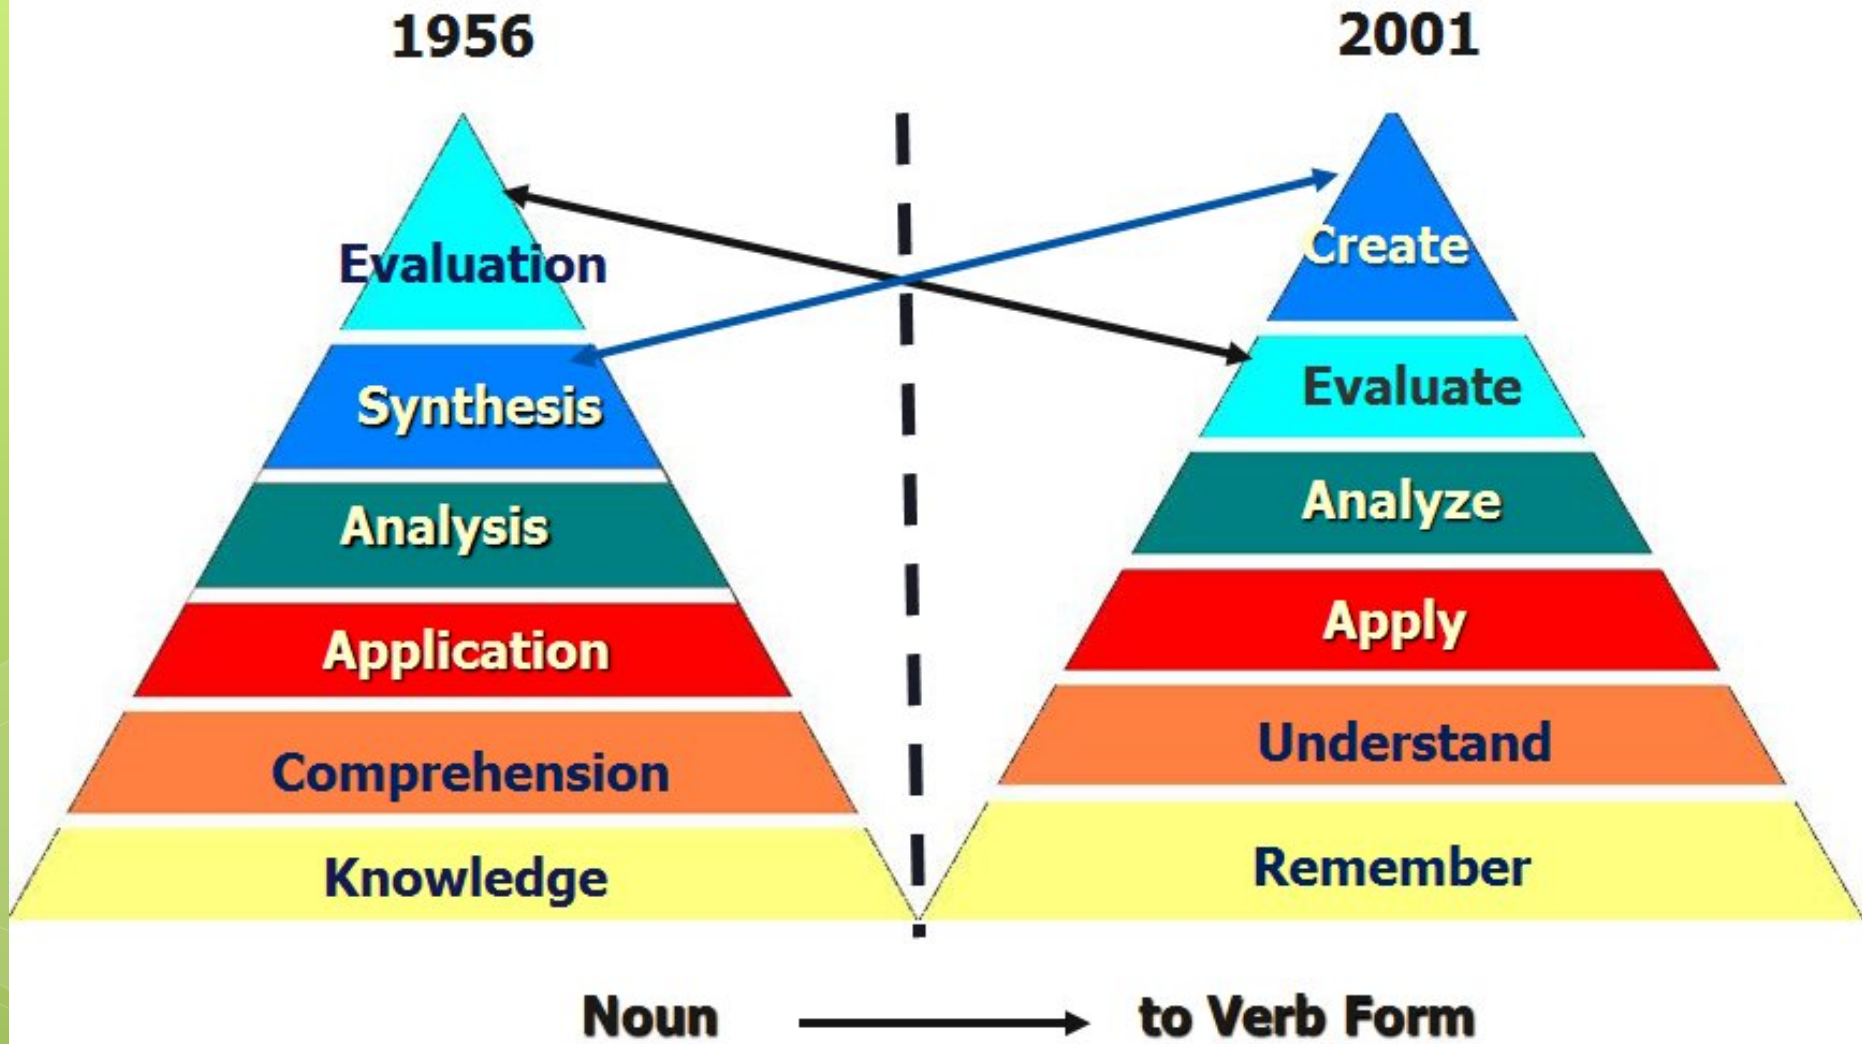 1956
Evaluation
Synthesis
Analysis
Application
Comprehension
Knowledge
2001
Create
Evaluate
Analyze
Apply
Understand
Remember
Noun to Verb Form